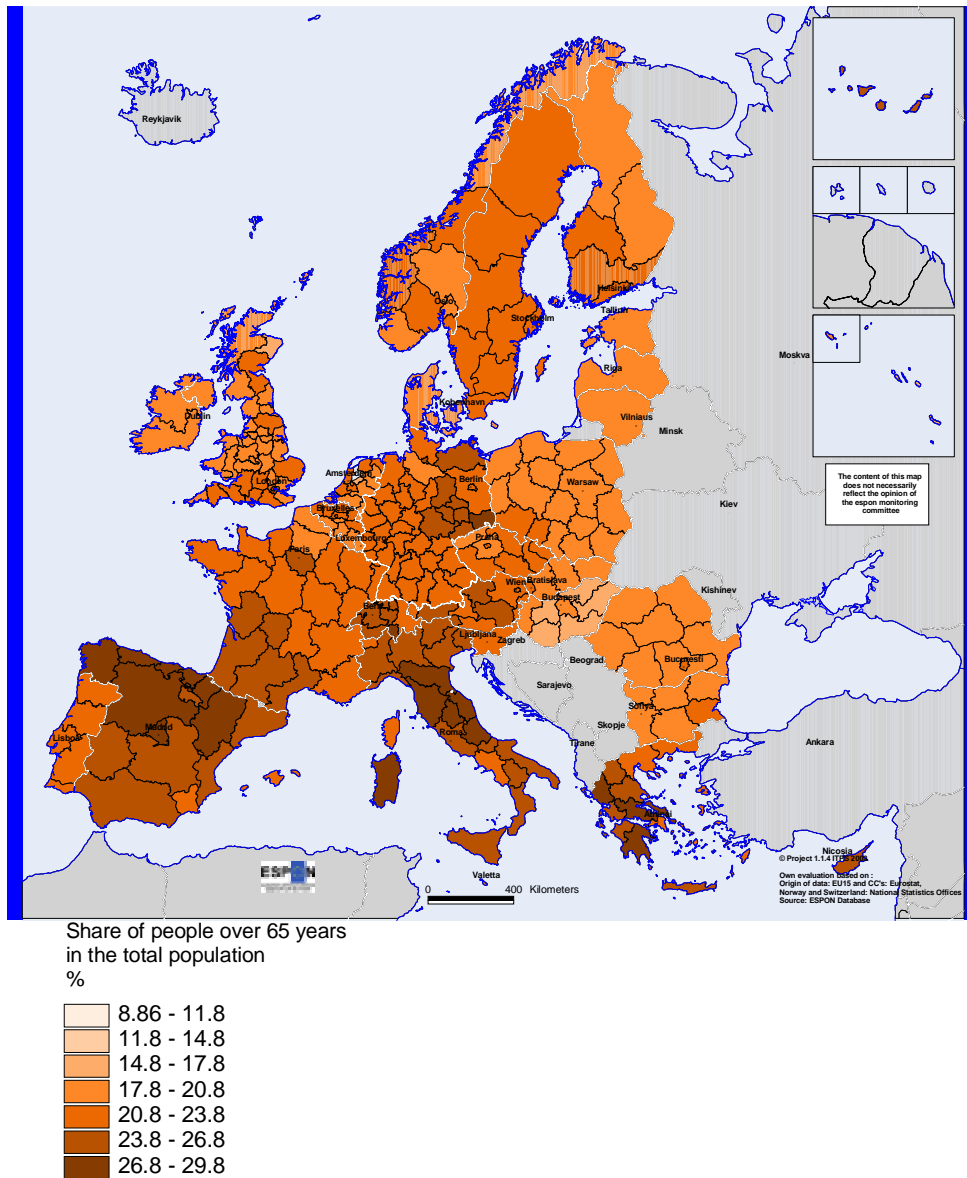 Reykjavik
Oslo
Helsinki
Stockholm
Tallinn
Moskva
Riga
København
Dublin
Vilniaus
Minsk
The content of this map
does not necessarily
reflect the opinion of
the espon monitoring
committee
Amsterdam
London
Berlin
Warsaw
Kiev
Bruxelles
Luxembourg
Praha
Paris
Wien
Bratislava
Kishinev
Bern
Budapest
Ljubljana
Zagreb
Beograd
Bucuresti
Sarajevo
Sofiya
Madrid
Roma
Skopje
Lisboa
Tirane
Ankara
Athinai
Nicosia
© Project 1.1.4 ITPS
ESPON
Valetta
Own evaluation based on :
Origin of data: EU15 and CC's: Eurostat,
Norway and Switzerland: National Statistics Offices
Source: ESPON Database
0 400 Kilometers
Share of people over 65 years
in the total population
%
8.86 - 11.8
11.8 - 14.8
14.8 - 17.8
17.8 - 20.8
20.8 - 23.8
23.8 - 26.8
26.8 - 29.8